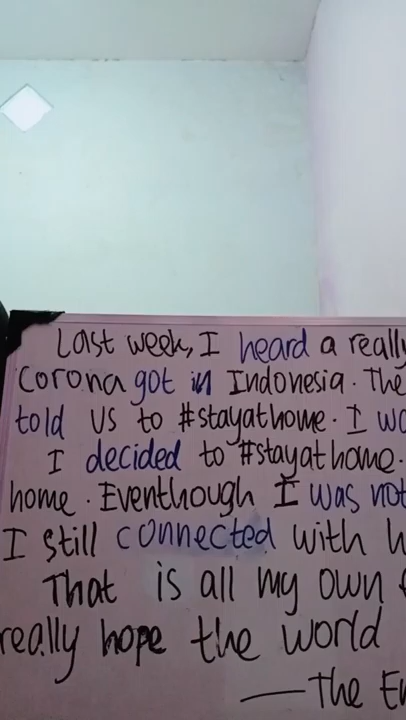 Last week, I heard a really
Corona got in Indonesia. The
told us to #stayathome. I
I decided to #stayathome.
home. Eventhough I was not
I still connected with
That is all my own
really hope the world
— The